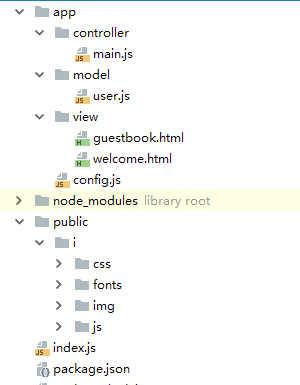 app
controller
main.js
model
user.js
view
guestbook.html
welcome.html
config.js
node_modules library root
public
i
css
fonts
img
js
index.js
package.json